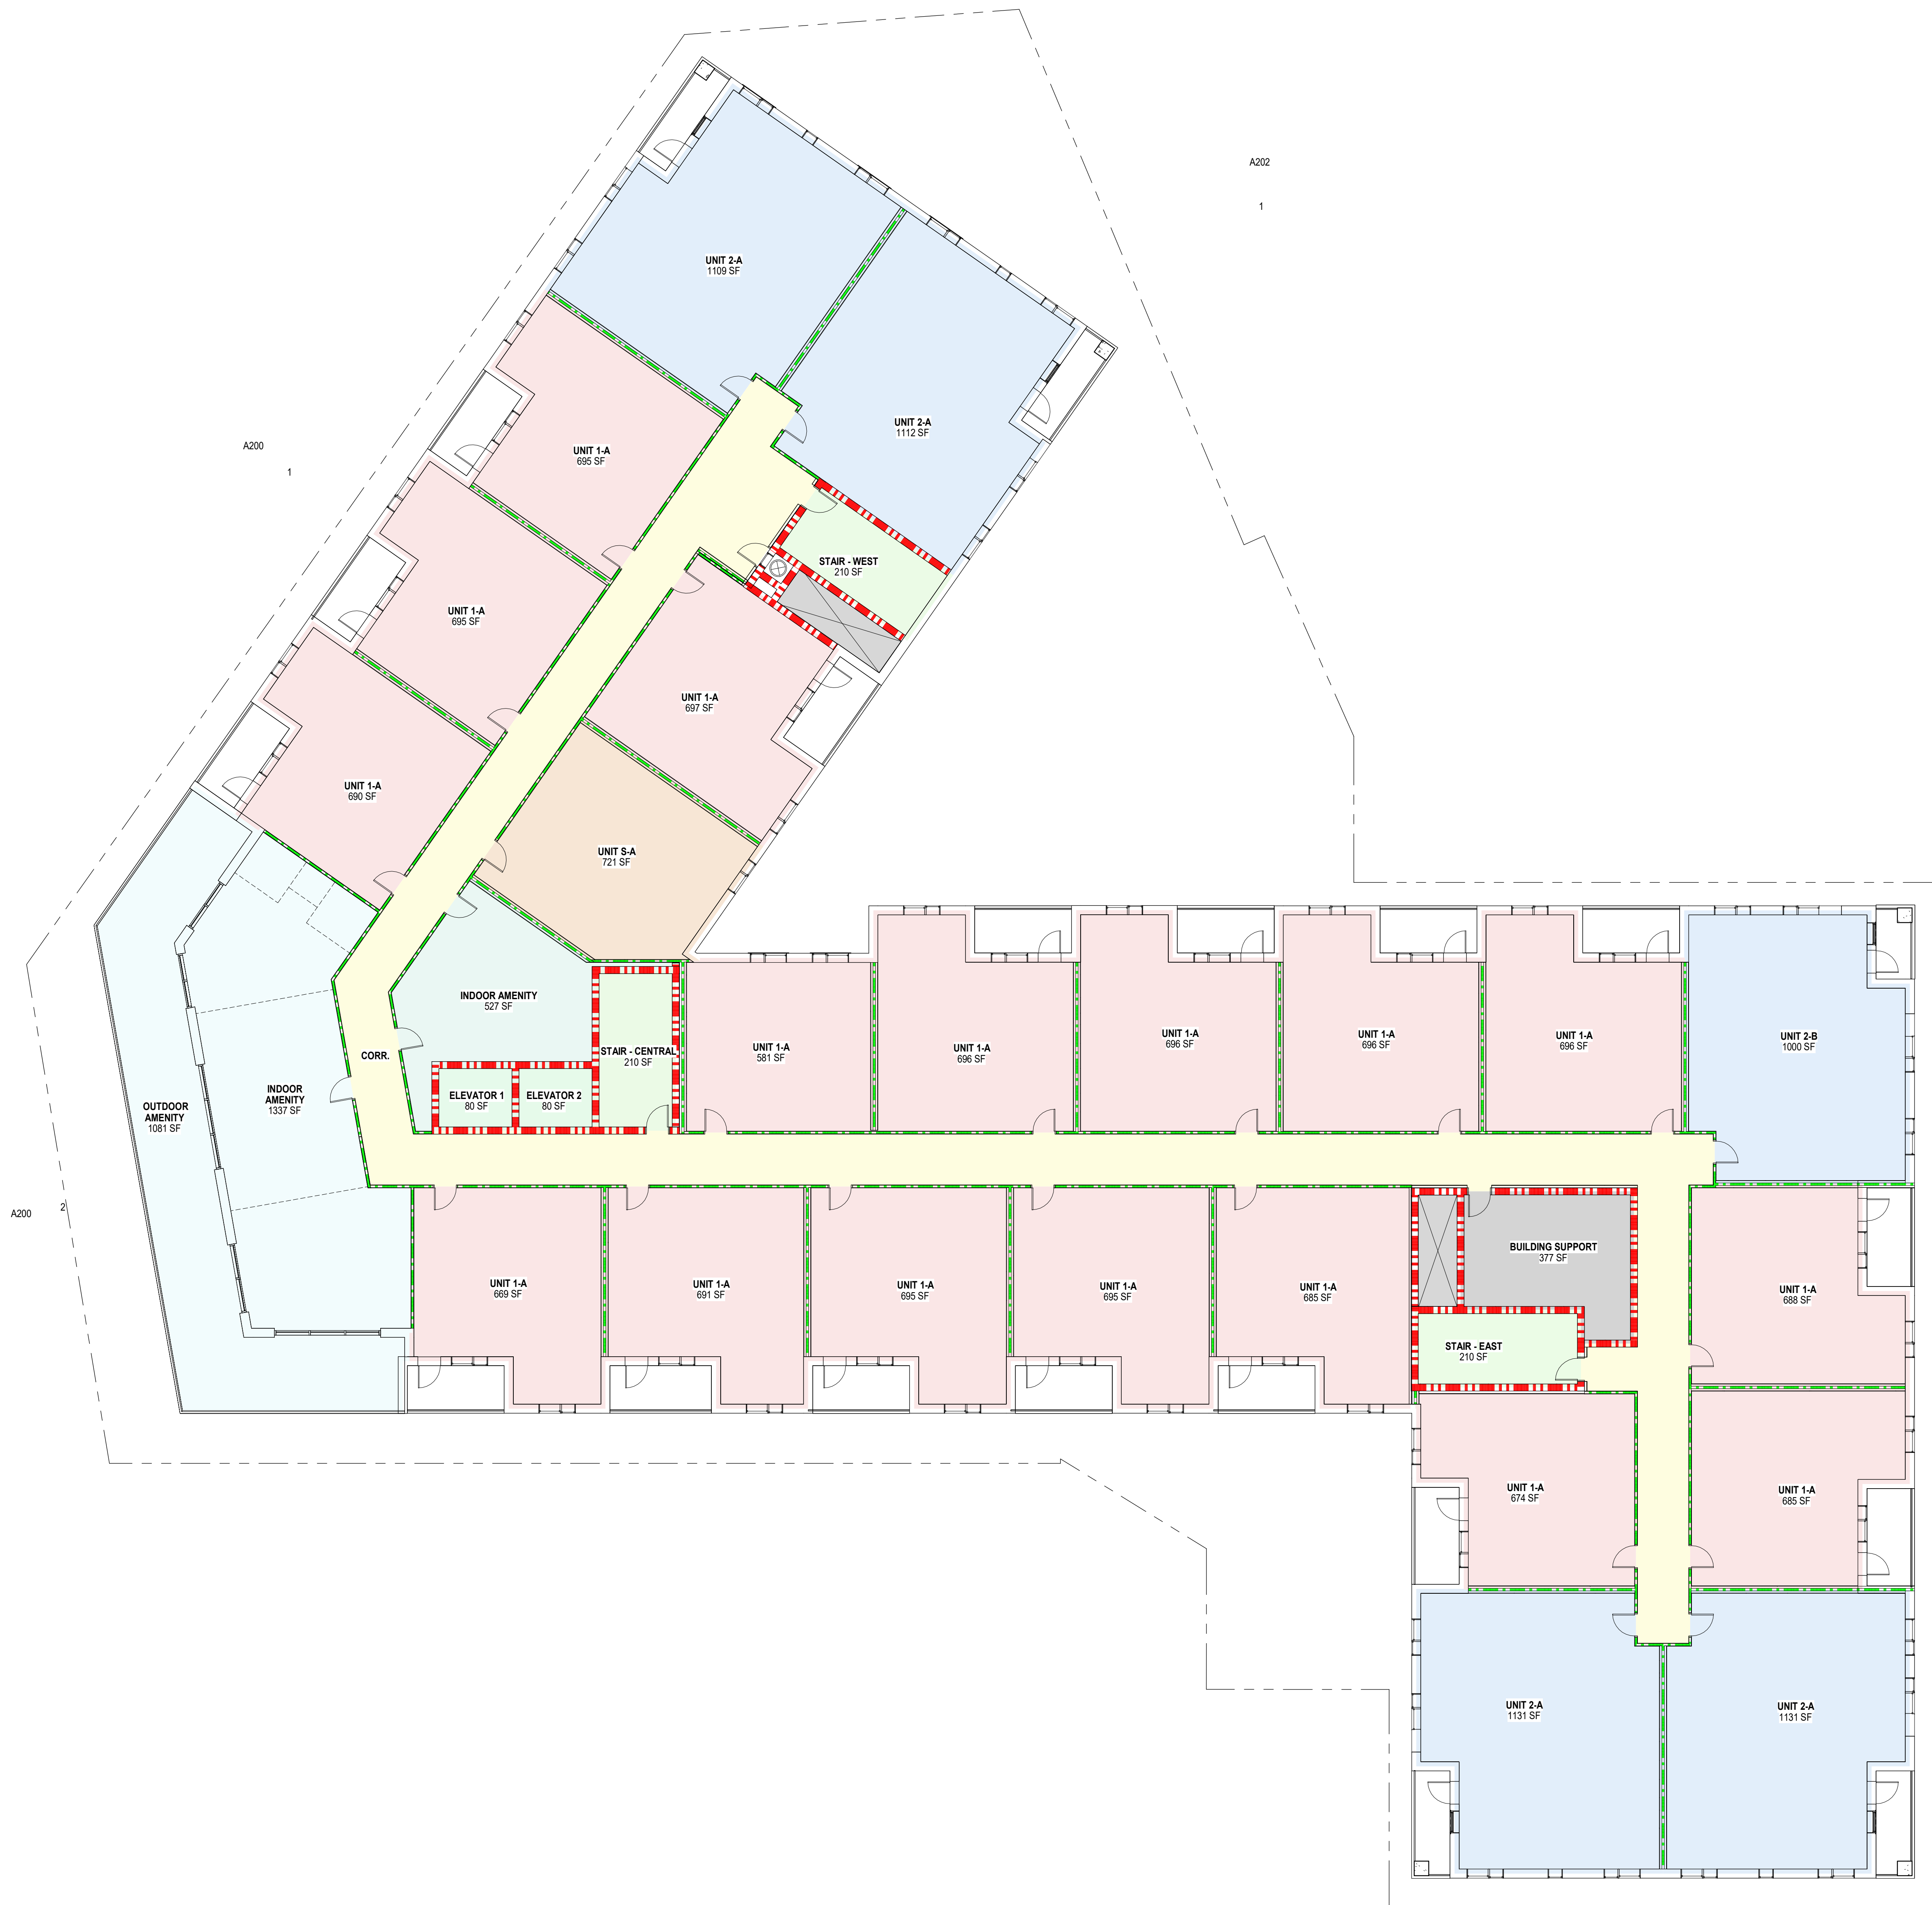 A202
1
UNIT 2-A
1109 SF
UNIT 2-A
1112 SF
A200
1
UNIT 1-A
695 SF
STAIR - WEST
210 SF
UNIT 1-A
695 SF
UNIT 1-A
697 SF
UNIT 1-A
690 SF
UNIT S-A
721 SF
INDOOR AMENITY
527 SF
CORR.
STAIR - CENTRAL
210 SF
UNIT 1-A
581 SF
UNIT 1-A
696 SF
UNIT 1-A
696 SF
UNIT 1-A
696 SF
UNIT 1-A
696 SF
UNIT 2-B
1000 SF
OUTDOOR
AMENITY
1081 SF
INDOOR
AMENITY
1337 SF
ELEVATOR 1
80 SF
ELEVATOR 2
80 SF
A200
2
UNIT 1-A
669 SF
UNIT 1-A
691 SF
UNIT 1-A
695 SF
UNIT 1-A
695 SF
UNIT 1-A
685 SF
BUILDING SUPPORT
377 SF
UNIT 1-A
688 SF
STAIR - EAST
210 SF
UNIT 1-A
674 SF
UNIT 1-A
685 SF
UNIT 2-A
1131 SF
UNIT 2-A
1131 SF